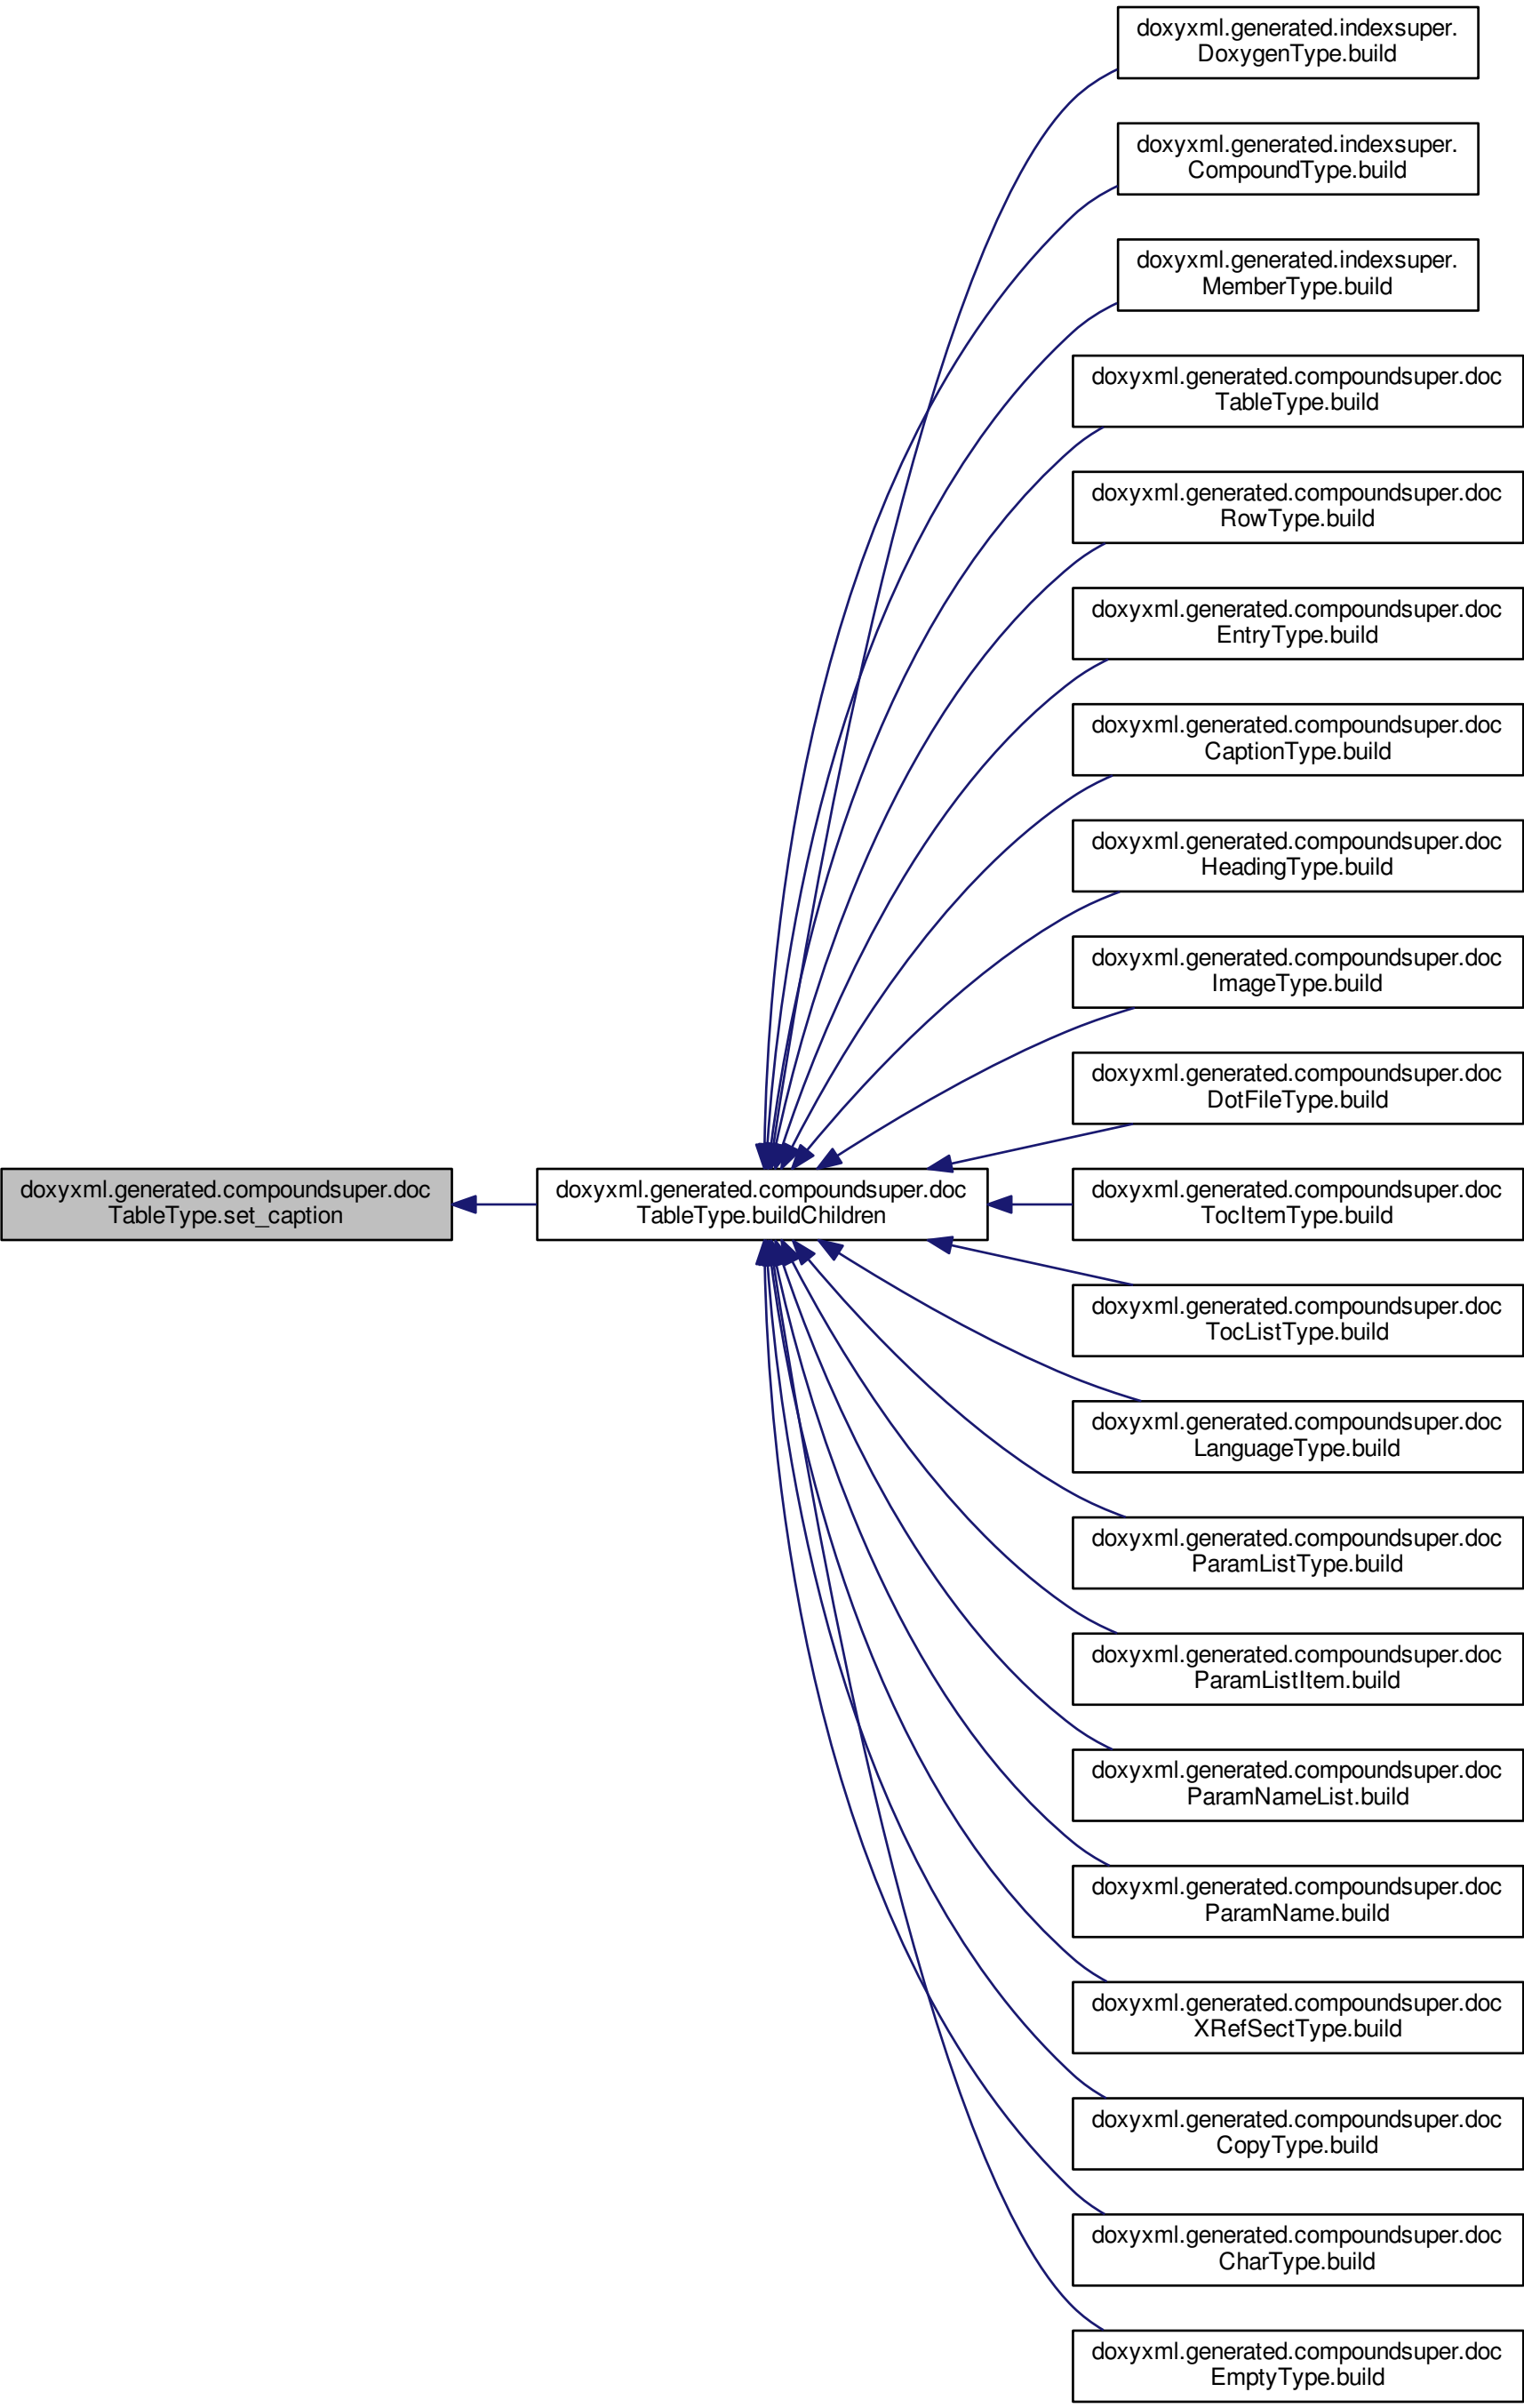 doxyxml.generated.indexsuper.
DoxygenType.build
doxyxml.generated.indexsuper.
CompoundType.build
doxyxml.generated.indexsuper.
MemberType.build
doxyxml.generated.compoundsuper.doc
TableType.build
doxyxml.generated.compoundsuper.doc
RowType.build
doxyxml.generated.compoundsuper.doc
EntryType.build
doxyxml.generated.compoundsuper.doc
CaptionType.build
doxyxml.generated.compoundsuper.doc
HeadingType.build
doxyxml.generated.compoundsuper.doc
ImageType.build
doxyxml.generated.compoundsuper.doc
DotFileType.build
doxyxml.generated.compoundsuper.doc
TableType.set_caption
doxyxml.generated.compoundsuper.doc
TableType.buildChildren
doxyxml.generated.compoundsuper.doc
TocItemType.build
doxyxml.generated.compoundsuper.doc
TocListType.build
doxyxml.generated.compoundsuper.doc
LanguageType.build
doxyxml.generated.compoundsuper.doc
ParamListType.build
doxyxml.generated.compoundsuper.doc
ParamListItem.build
doxyxml.generated.compoundsuper.doc
ParamNameList.build
doxyxml.generated.compoundsuper.doc
ParamName.build
doxyxml.generated.compoundsuper.doc
XRefSectType.build
doxyxml.generated.compoundsuper.doc
CopyType.build
doxyxml.generated.compoundsuper.doc
CharType.build
doxyxml.generated.compoundsuper.doc
EmptyType.build